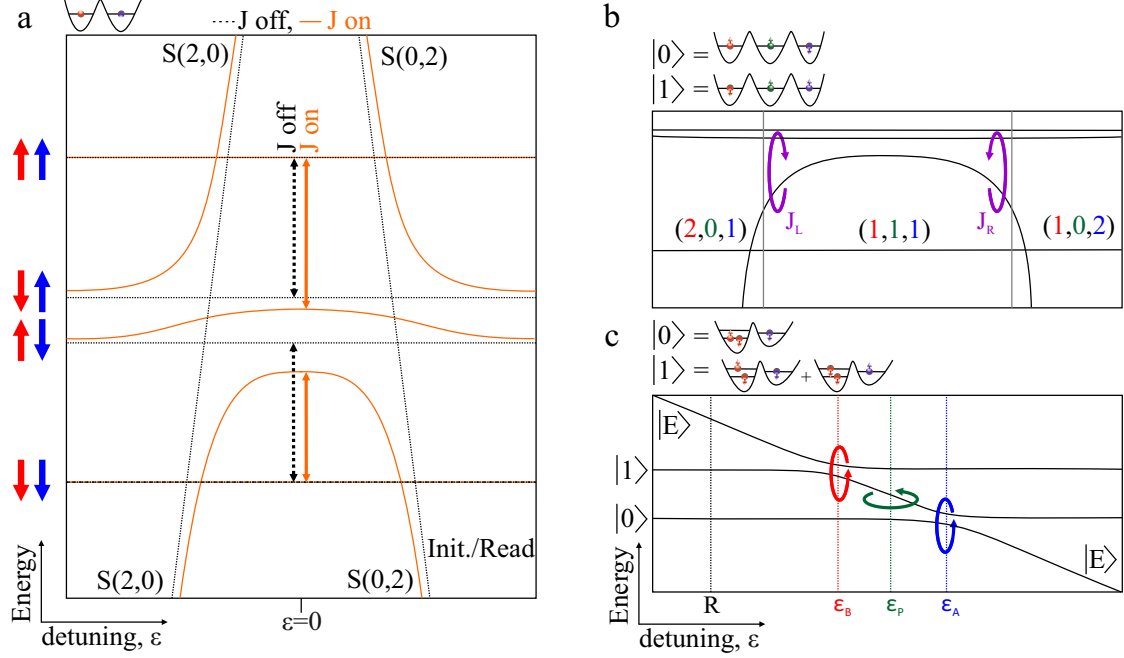 a
J off, J on
S(2,0)
S(0,2)
J off
J on
Init./Read
S(2,0)
S(0,2)
Energy
ε=0
detuning, ε
b
|0⟩ =
|1⟩ =
J_L
J_R
(2,0,1)
(1,1,1)
(1,0,2)
c
|0⟩ =
|1⟩ =
+
|E⟩
|1⟩
|0⟩
|E⟩
Energy
R
ε_B
ε_P
ε_A
detuning, ε